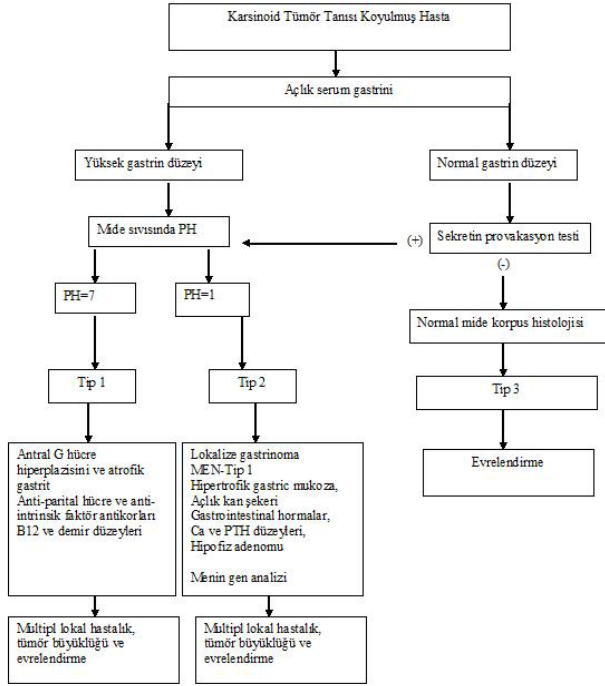 Karsinoid Tümör Tanısı Koyulmuş Hasta
Açlık serum gastrini
Yüksek gastrin düzeyi
Normal gastrin düzeyi
Mide sıvısında PH
(+)
Sekretin provakasyon testi
(-)
PH=7
PH=1
Normal mide korpus histolojisi
Tip 1
Tip 2
Tip 3
Antral G hücre
hiperplazisini ve atrofik
gastrit
Anti-parital hücre ve anti-
intrinsik faktör antikorları
B12 ve demir düzeyleri
Lokalize gastrinoma
MEN-Tip 1
Hipertrofik gastric mukoza,
Açlık kan şekeri
Gastrointestinal hormalar,
Ca ve PTH düzeyleri,
Hipofiz adenomu
Menin gen analizi
Evrelendirme
Multipl lokal hastalık,
tümör büyüklüğü ve
evrelendirme
Multipl lokal hastalık,
tümör büyüklüğü ve
evrelendirme